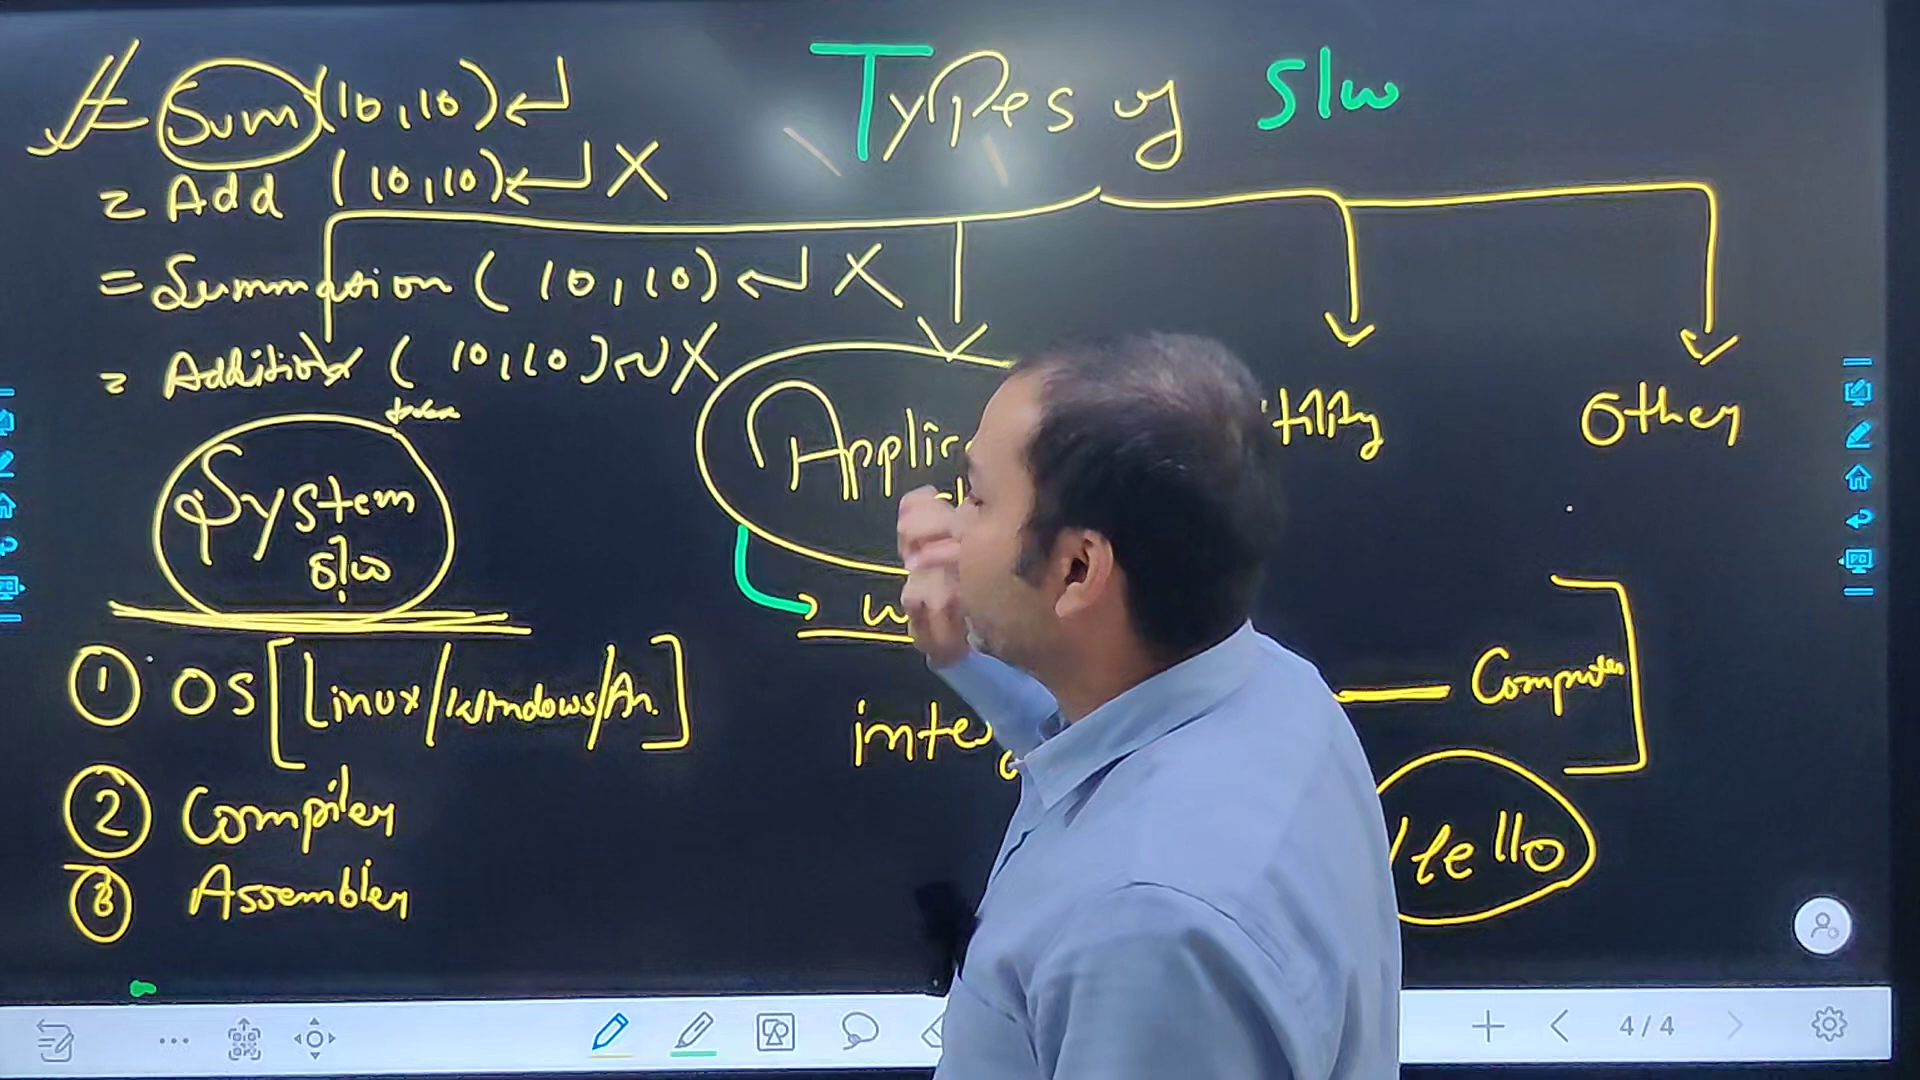 Types of S/w
= Sum (10,10) ↵
= Add (10,10) ↵ X
= Summation (10,10) ↵ X
= Addition (10,10) ↵ X
System
S/w
Applic
tility
Other
① OS [Linux/Windows/An.]
② Compiler
③ Assembler
inte
Computer
Hello
4/4